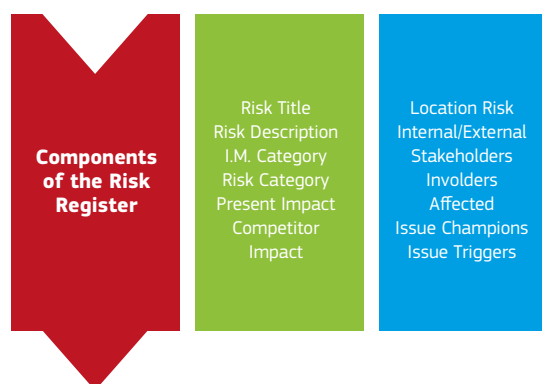 Components
of the Risk
Register
Risk Title
Risk Description
I.M. Category
Risk Category
Present Impact
Competitor
Impact
Location Risk
Internal/External
Stakeholders
Involders
Affected
Issue Champions
Issue Triggers